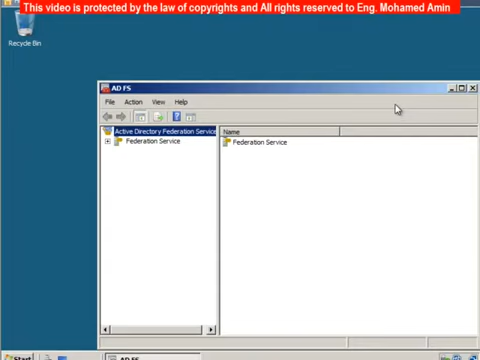 This video is protected by the law of copyrights and All rights reserved to Eng. Mohamed Amin
Recycle Bin
AD FS
File Action View Help
Active Directory Federation Service
Name
Federation Service
Federation Service
Start
AD FS